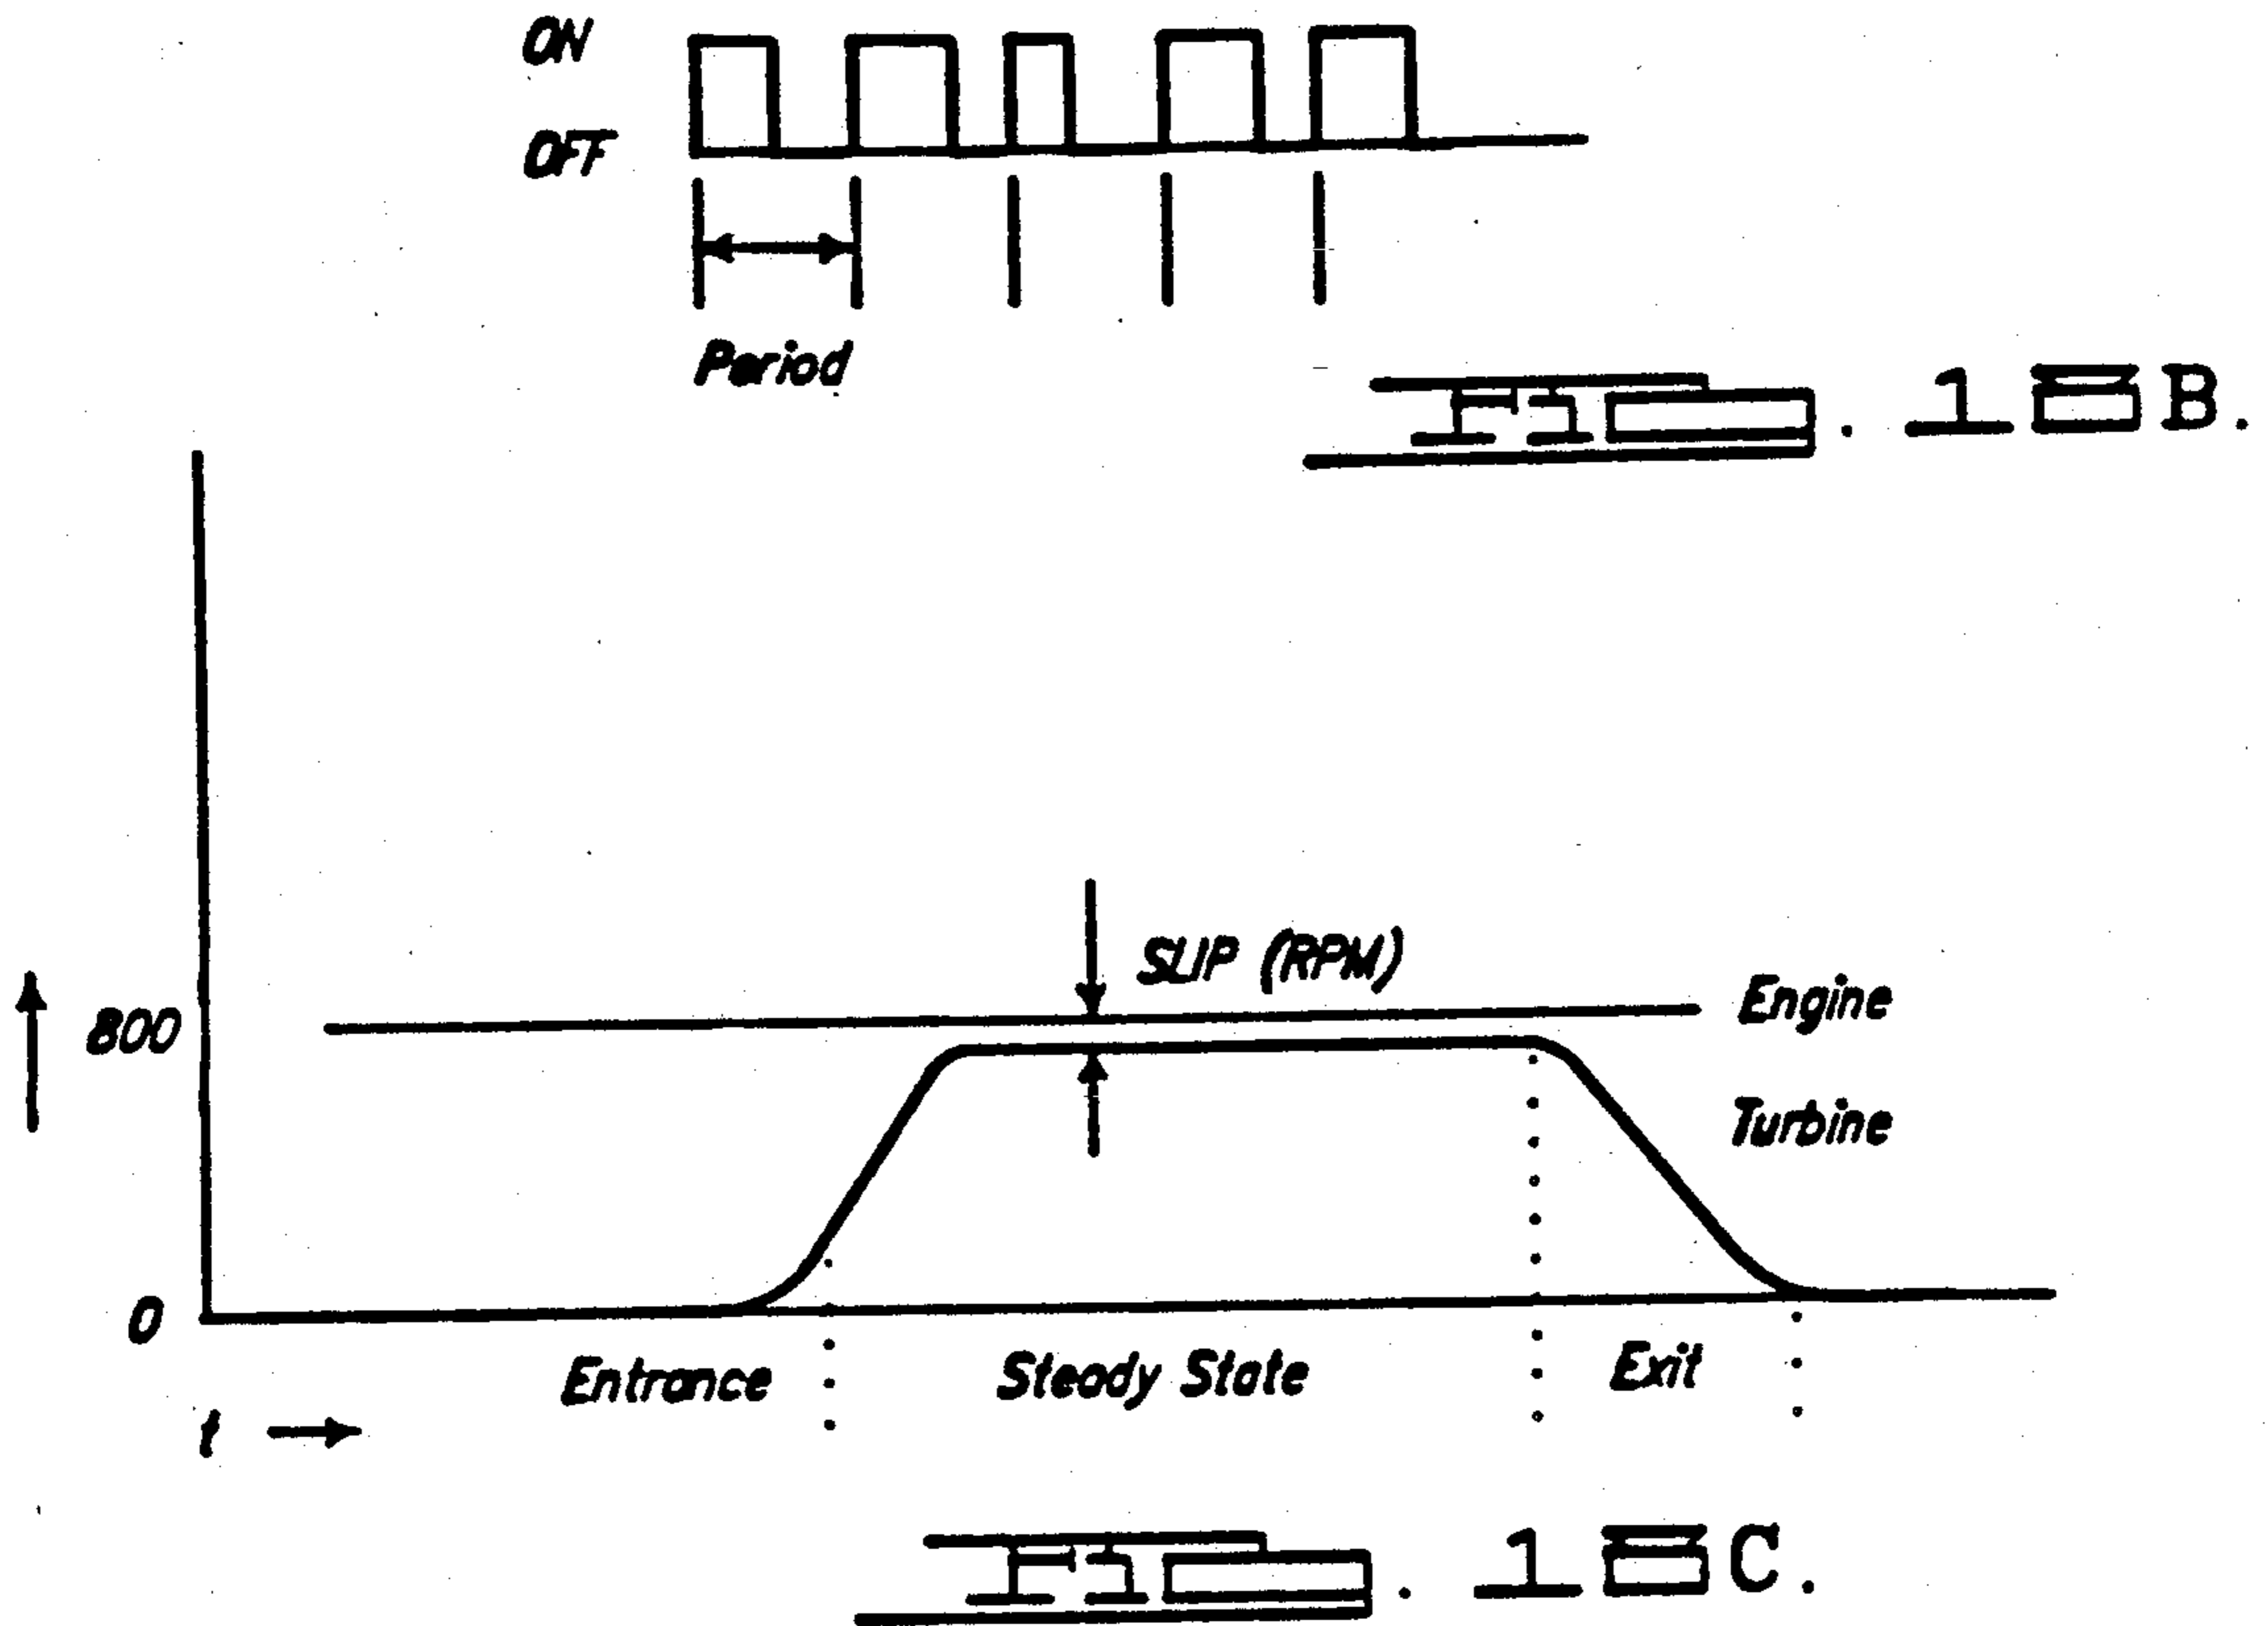 ON
OFF
Period
Fig. 18B.
SLIP (RPM)
Engine
800
Turbine
0
Entrance
Steady State
Exit
t
Fig. 18C.